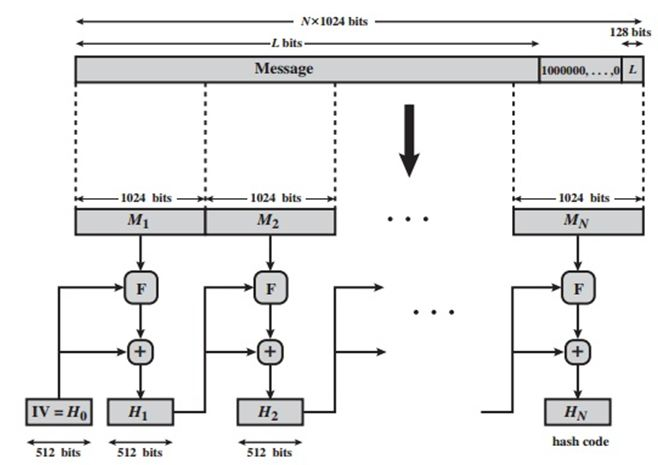 N×1024 bits
128 bits
L bits
Message 1000000, . . . ,0 L
1024 bits 1024 bits 1024 bits
M1 M2 . . . MN
F F F
. . .
+ + +
IV = H0 H1 H2 HN
512 bits 512 bits 512 bits hash code